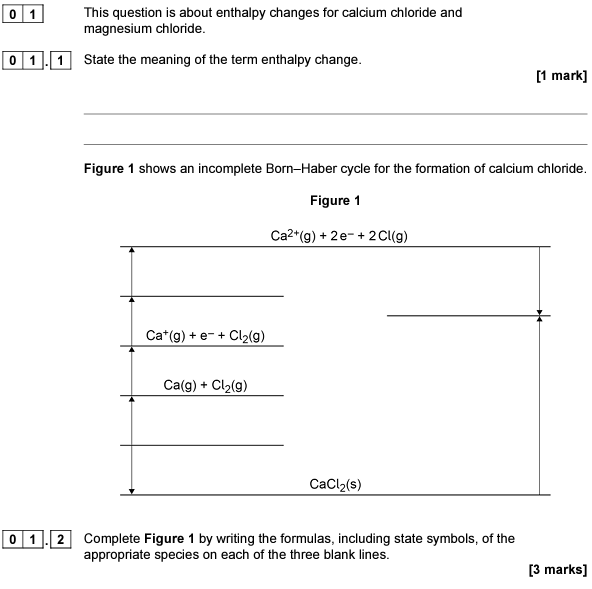 0 1 This question is about enthalpy changes for calcium chloride and
magnesium chloride.
0 1 . 1 State the meaning of the term enthalpy change.
[1 mark]
Figure 1 shows an incomplete Born–Haber cycle for the formation of calcium chloride.
Figure 1
Ca²⁺(g) + 2 e⁻ + 2 Cl(g)
Ca⁺(g) + e⁻ + Cl₂(g)
Ca(g) + Cl₂(g)
CaCl₂(s)
0 1 . 2 Complete Figure 1 by writing the formulas, including state symbols, of the
appropriate species on each of the three blank lines.
[3 marks]